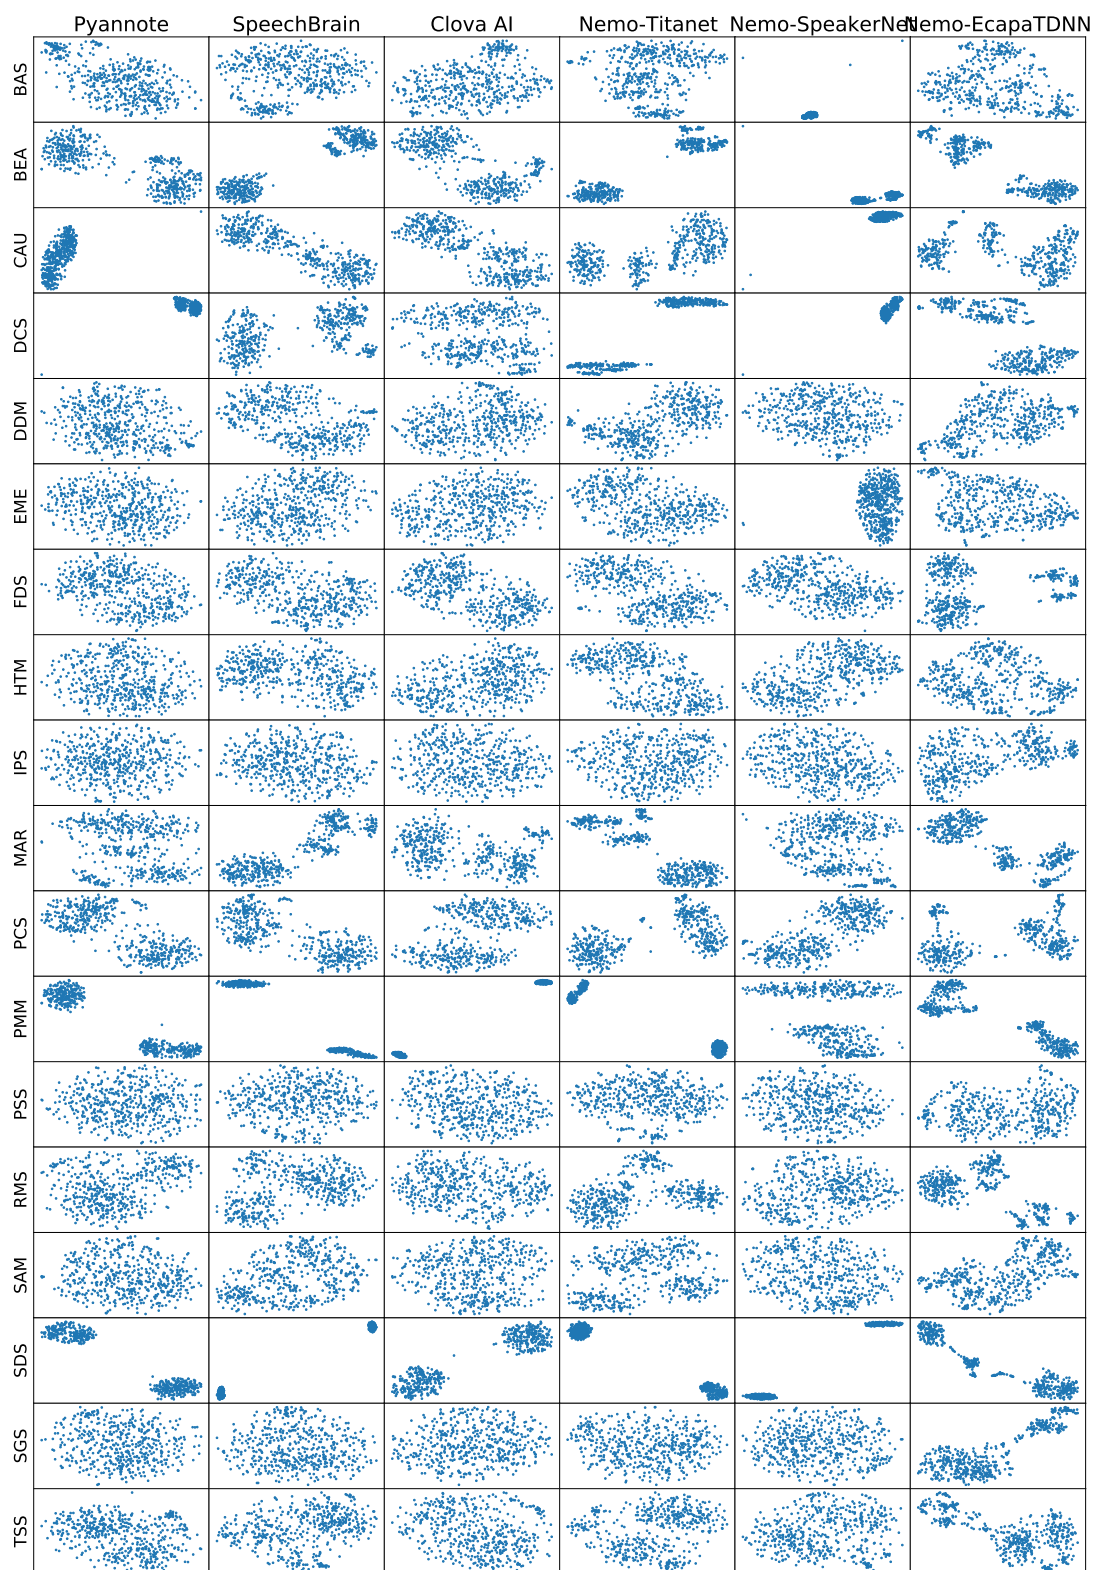 Pyannote SpeechBrain Clova AI Nemo-Titanet Nemo-SpeakerNet Nemo-EcapaTDNN
BAS
BEA
CAU
DCS
DDM
EME
FDS
HTM
IPS
MAR
PCS
PMM
PSS
RMS
SAM
SDS
SGS
TSS